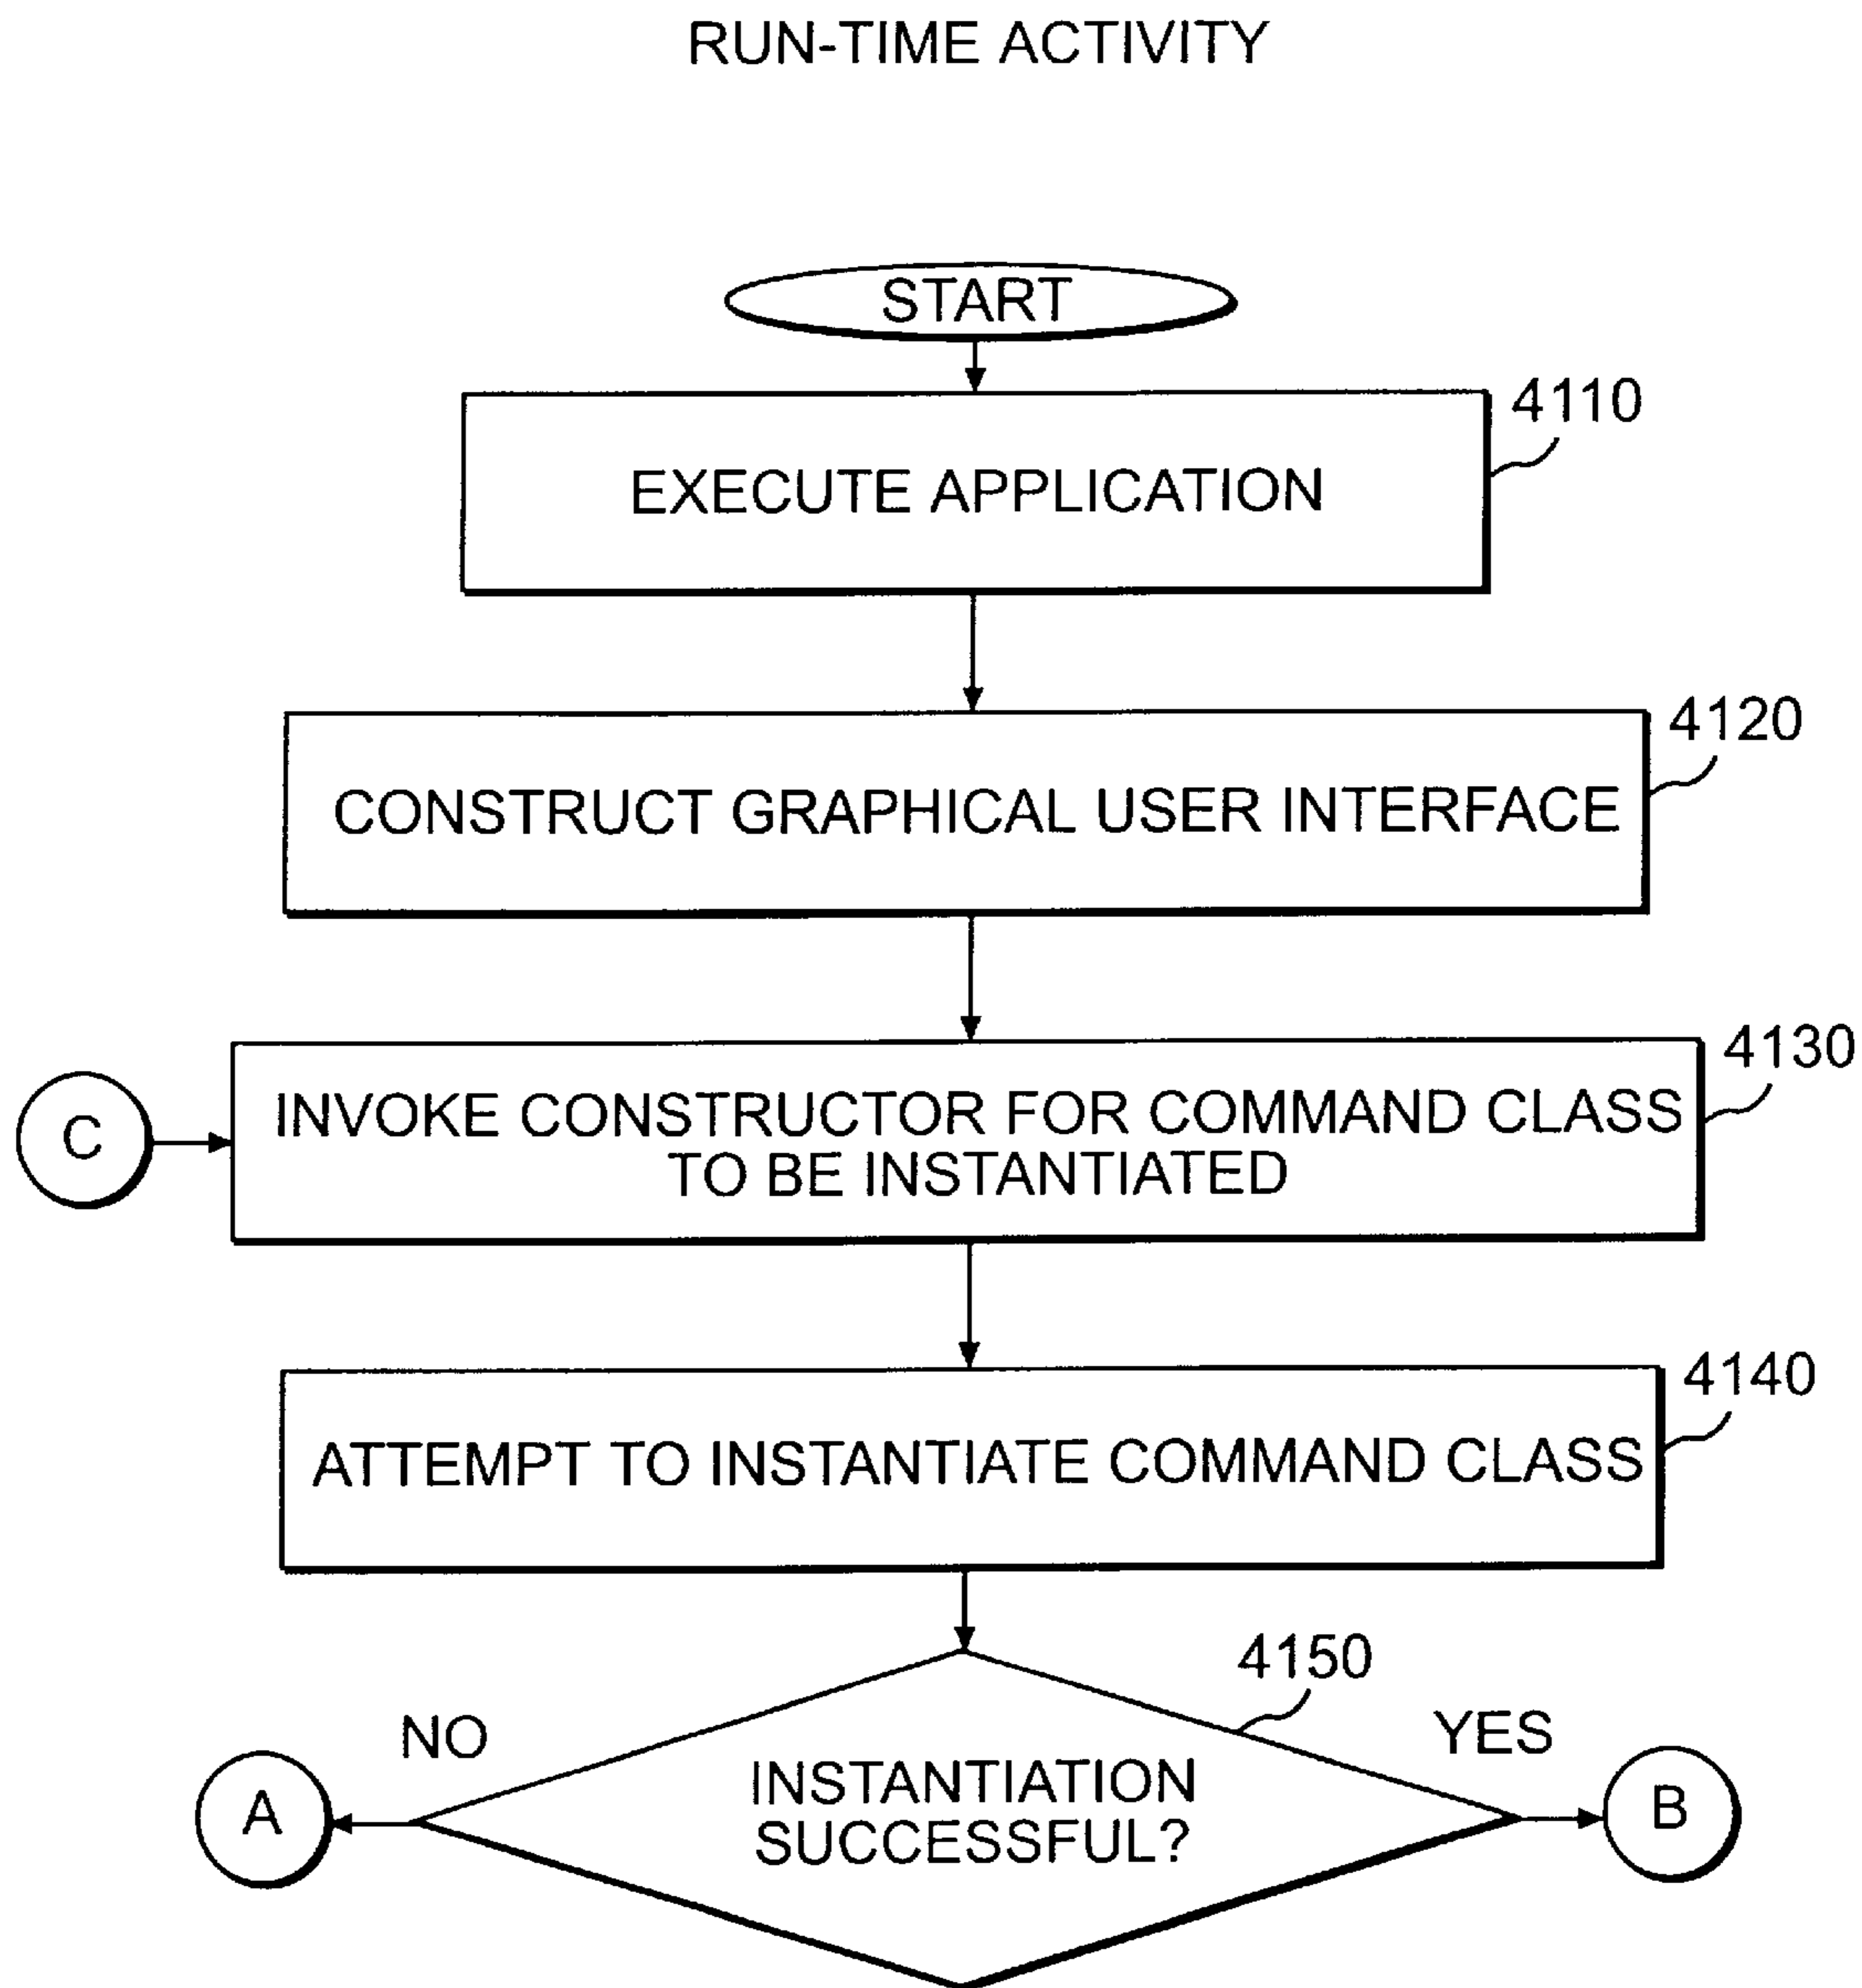 RUN-TIME ACTIVITY
START
4110
EXECUTE APPLICATION
4120
CONSTRUCT GRAPHICAL USER INTERFACE
4130
C
INVOKE CONSTRUCTOR FOR COMMAND CLASS
TO BE INSTANTIATED
4140
ATTEMPT TO INSTANTIATE COMMAND CLASS
4150
NO
YES
A
INSTANTIATION
SUCCESSFUL?
B